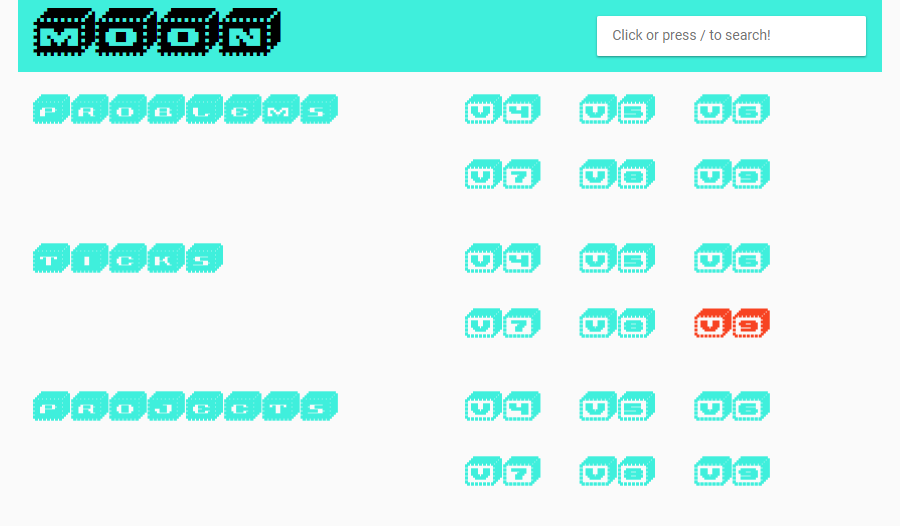 MOON Click or press / to search!
PROBLEMS V4 V5 V6
V7 V8 V9
TICKS V4 V5 V6
V7 V8 V9
PROJECTS V4 V5 V6
V7 V8 V9